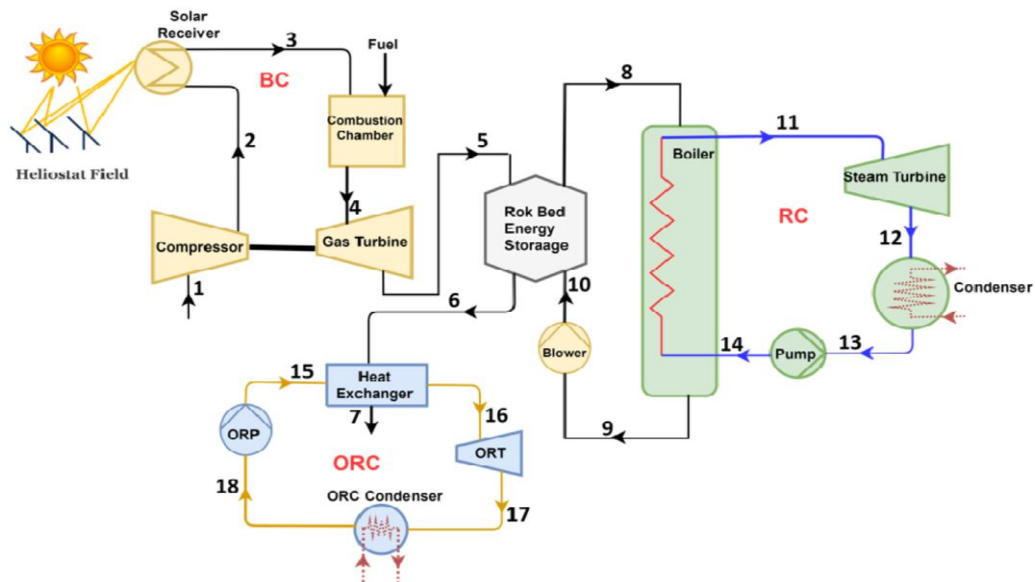 Solar
Receiver
3
Fuel
BC
8
Combustion
Chamber
11
5
2
Boiler
Heliostat Field
Steam Turbine
Rok Bed
Energy
Storaage
RC
4
Gas Turbine
12
Compressor
10
Condenser
1
6
Blower
14
Pump
13
15
Heat
Exchanger
7
16
ORP
9
ORT
ORC
18
ORC Condenser
17